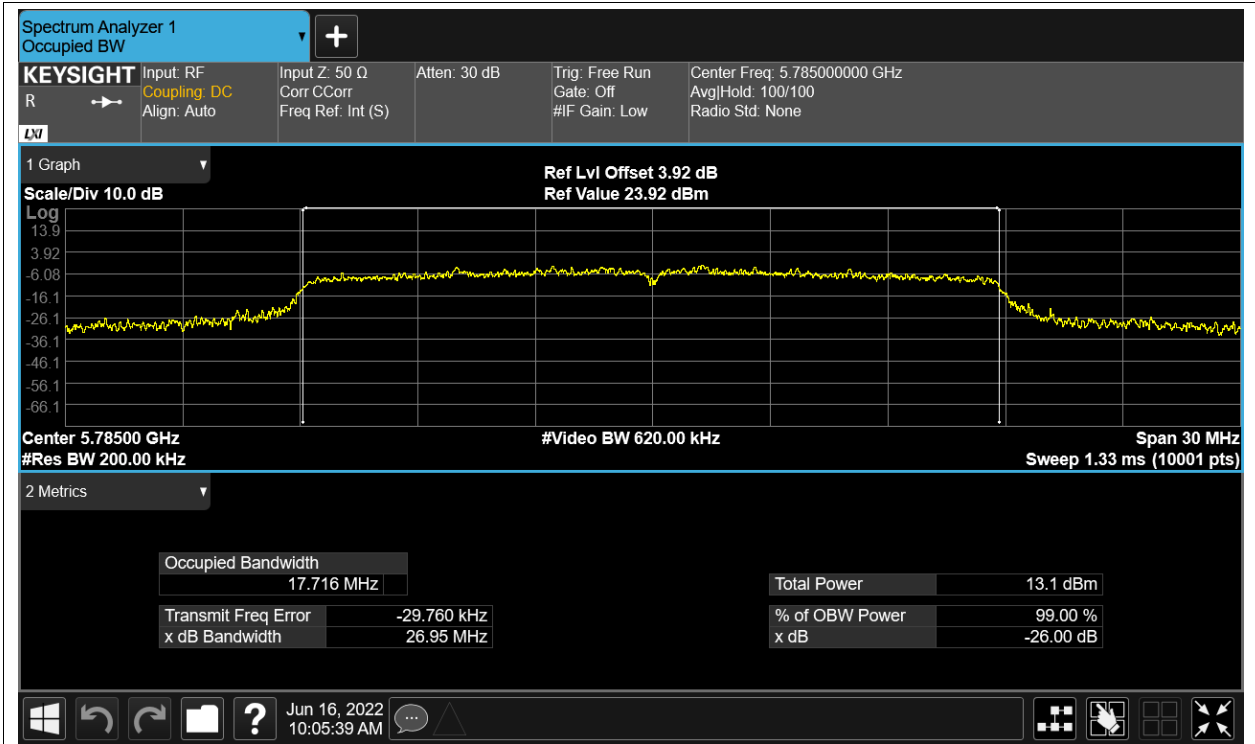 Spectrum Analyzer 1
Occupied BW
KEYSIGHT
R
LXI
Input: RF
Coupling: DC
Align: Auto
Input Z: 50 Ω
Corr CCorr
Freq Ref: Int (S)
Atten: 30 dB
Trig: Free Run
Gate: Off
#IF Gain: Low
Center Freq: 5.785000000 GHz
Avg|Hold: 100/100
Radio Std: None
1 Graph
Scale/Div 10.0 dB
Ref Lvl Offset 3.92 dB
Ref Value 23.92 dBm
Log
13.9
3.92
-6.08
-16.1
-26.1
-36.1
-46.1
-56.1
-66.1
Center 5.78500 GHz
#Res BW 200.00 kHz
#Video BW 620.00 kHz
Span 30 MHz
Sweep 1.33 ms (10001 pts)
2 Metrics
Occupied Bandwidth
17.716 MHz
Transmit Freq Error -29.760 kHz
x dB Bandwidth 26.95 MHz
Total Power 13.1 dBm
% of OBW Power 99.00 %
x dB -26.00 dB
?
Jun 16, 2022
10:05:39 AM